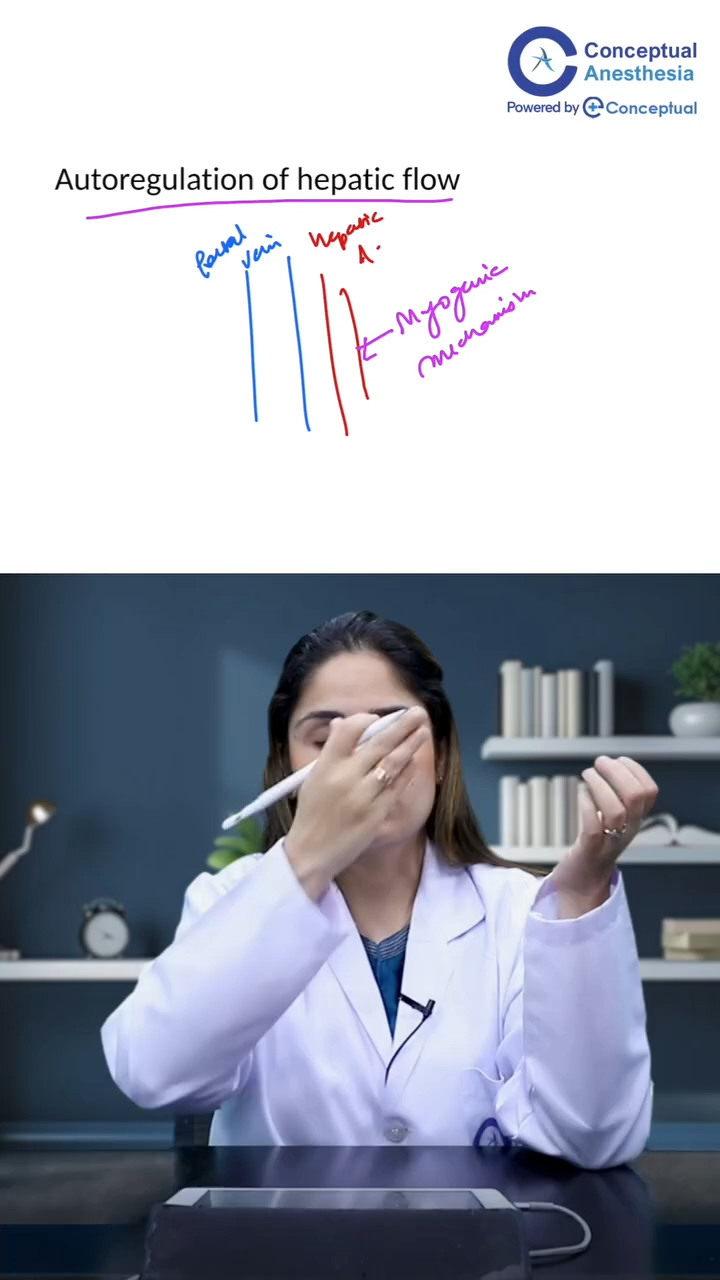 Conceptual
Anesthesia
Powered by Conceptual
Autoregulation of hepatic flow
Portal
vein
Hepatic
A.
Myogenic
mechanism